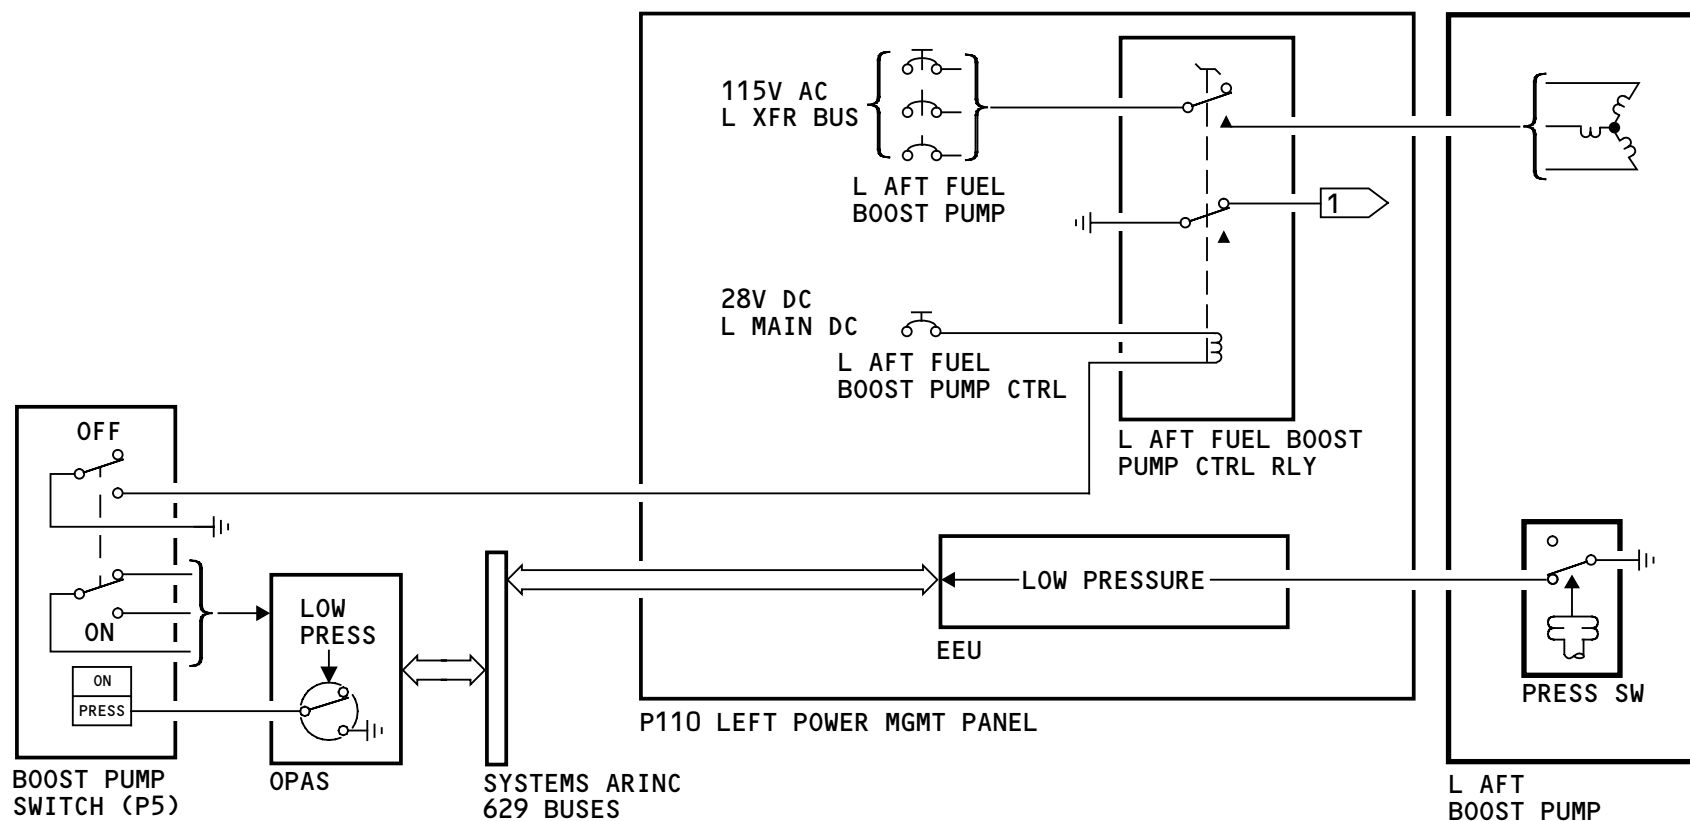 115V AC
L XFR BUS
L AFT FUEL
BOOST PUMP
1
28V DC
L MAIN DC
L AFT FUEL
BOOST PUMP CTRL
L AFT FUEL BOOST
PUMP CTRL RLY
OFF
ON
ON
PRESS
BOOST PUMP
SWITCH (P5)
LOW
PRESS
OPAS
SYSTEMS ARINC
629 BUSES
LOW PRESSURE
EEU
P110 LEFT POWER MGMT PANEL
PRESS SW
L AFT
BOOST PUMP